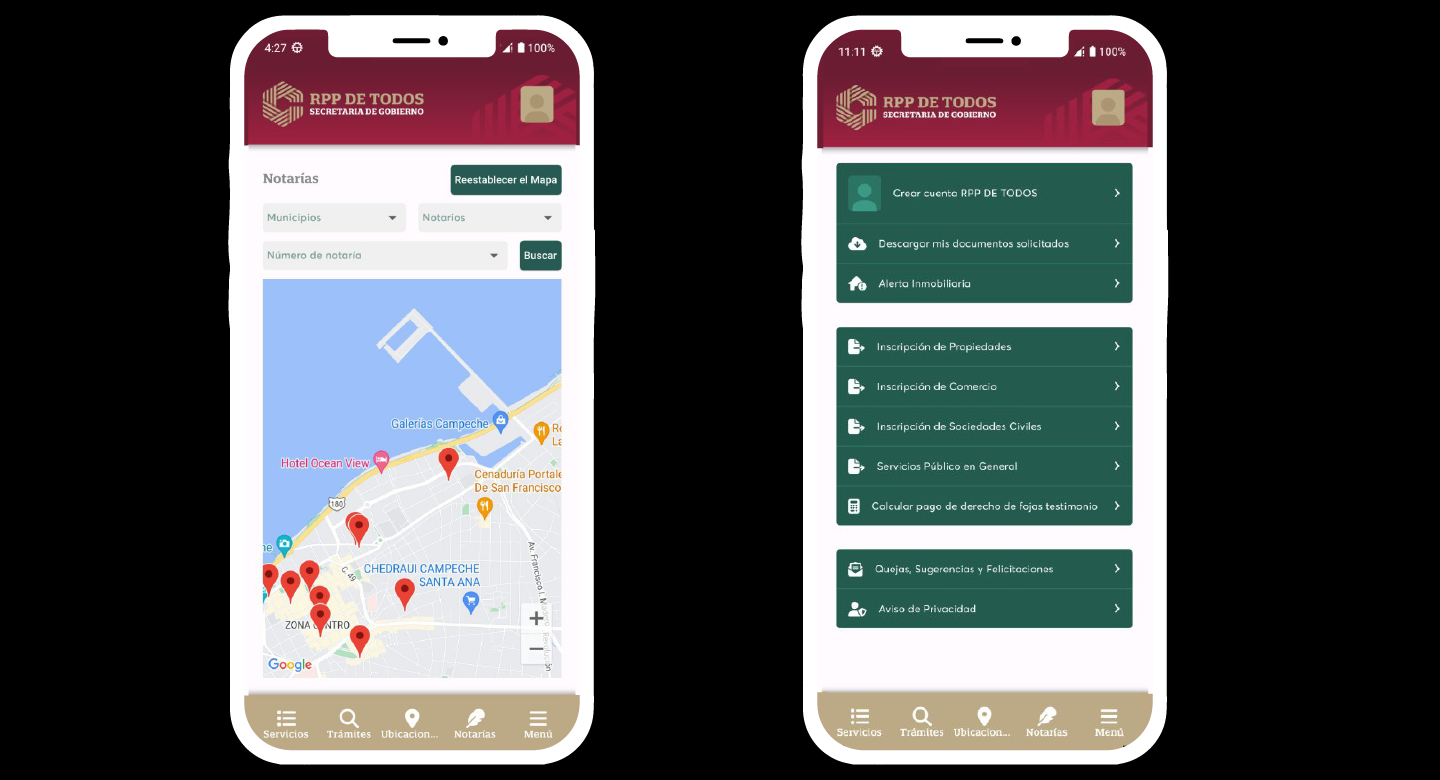 4:27
100%
RPP DE TODOS
SECRETARIA DE GOBIERNO
Notarías
Reestablecer el Mapa
Municipios
Notarios
Número de notaría
Buscar
Galerías Campeche
Re
La
Hotel Ocean View
Cenaduría Portale
De San Francisco
180
ne
C. 49
CHEDRAUI CAMPECHE
SANTA ANA
Av. Francisco I. M
ZONA CENTRO
+
−
Google
Servicios
Trámites
Ubicacion...
Notarías
Menú
11:11
100%
RPP DE TODOS
SECRETARIA DE GOBIERNO
Crear cuenta RPP DE TODOS
Descargar mis documentos solicitados
Alerta Inmobiliaria
Inscripción de Propiedades
Inscripción de Comercio
Inscripción de Sociedades Civiles
Servicios Público en General
Calcular pago de derecho de fojas testimonio
Quejas, Sugerencias y Felicitaciones
Aviso de Privacidad
Servicios
Trámites
Ubicacion...
Notarías
Menú